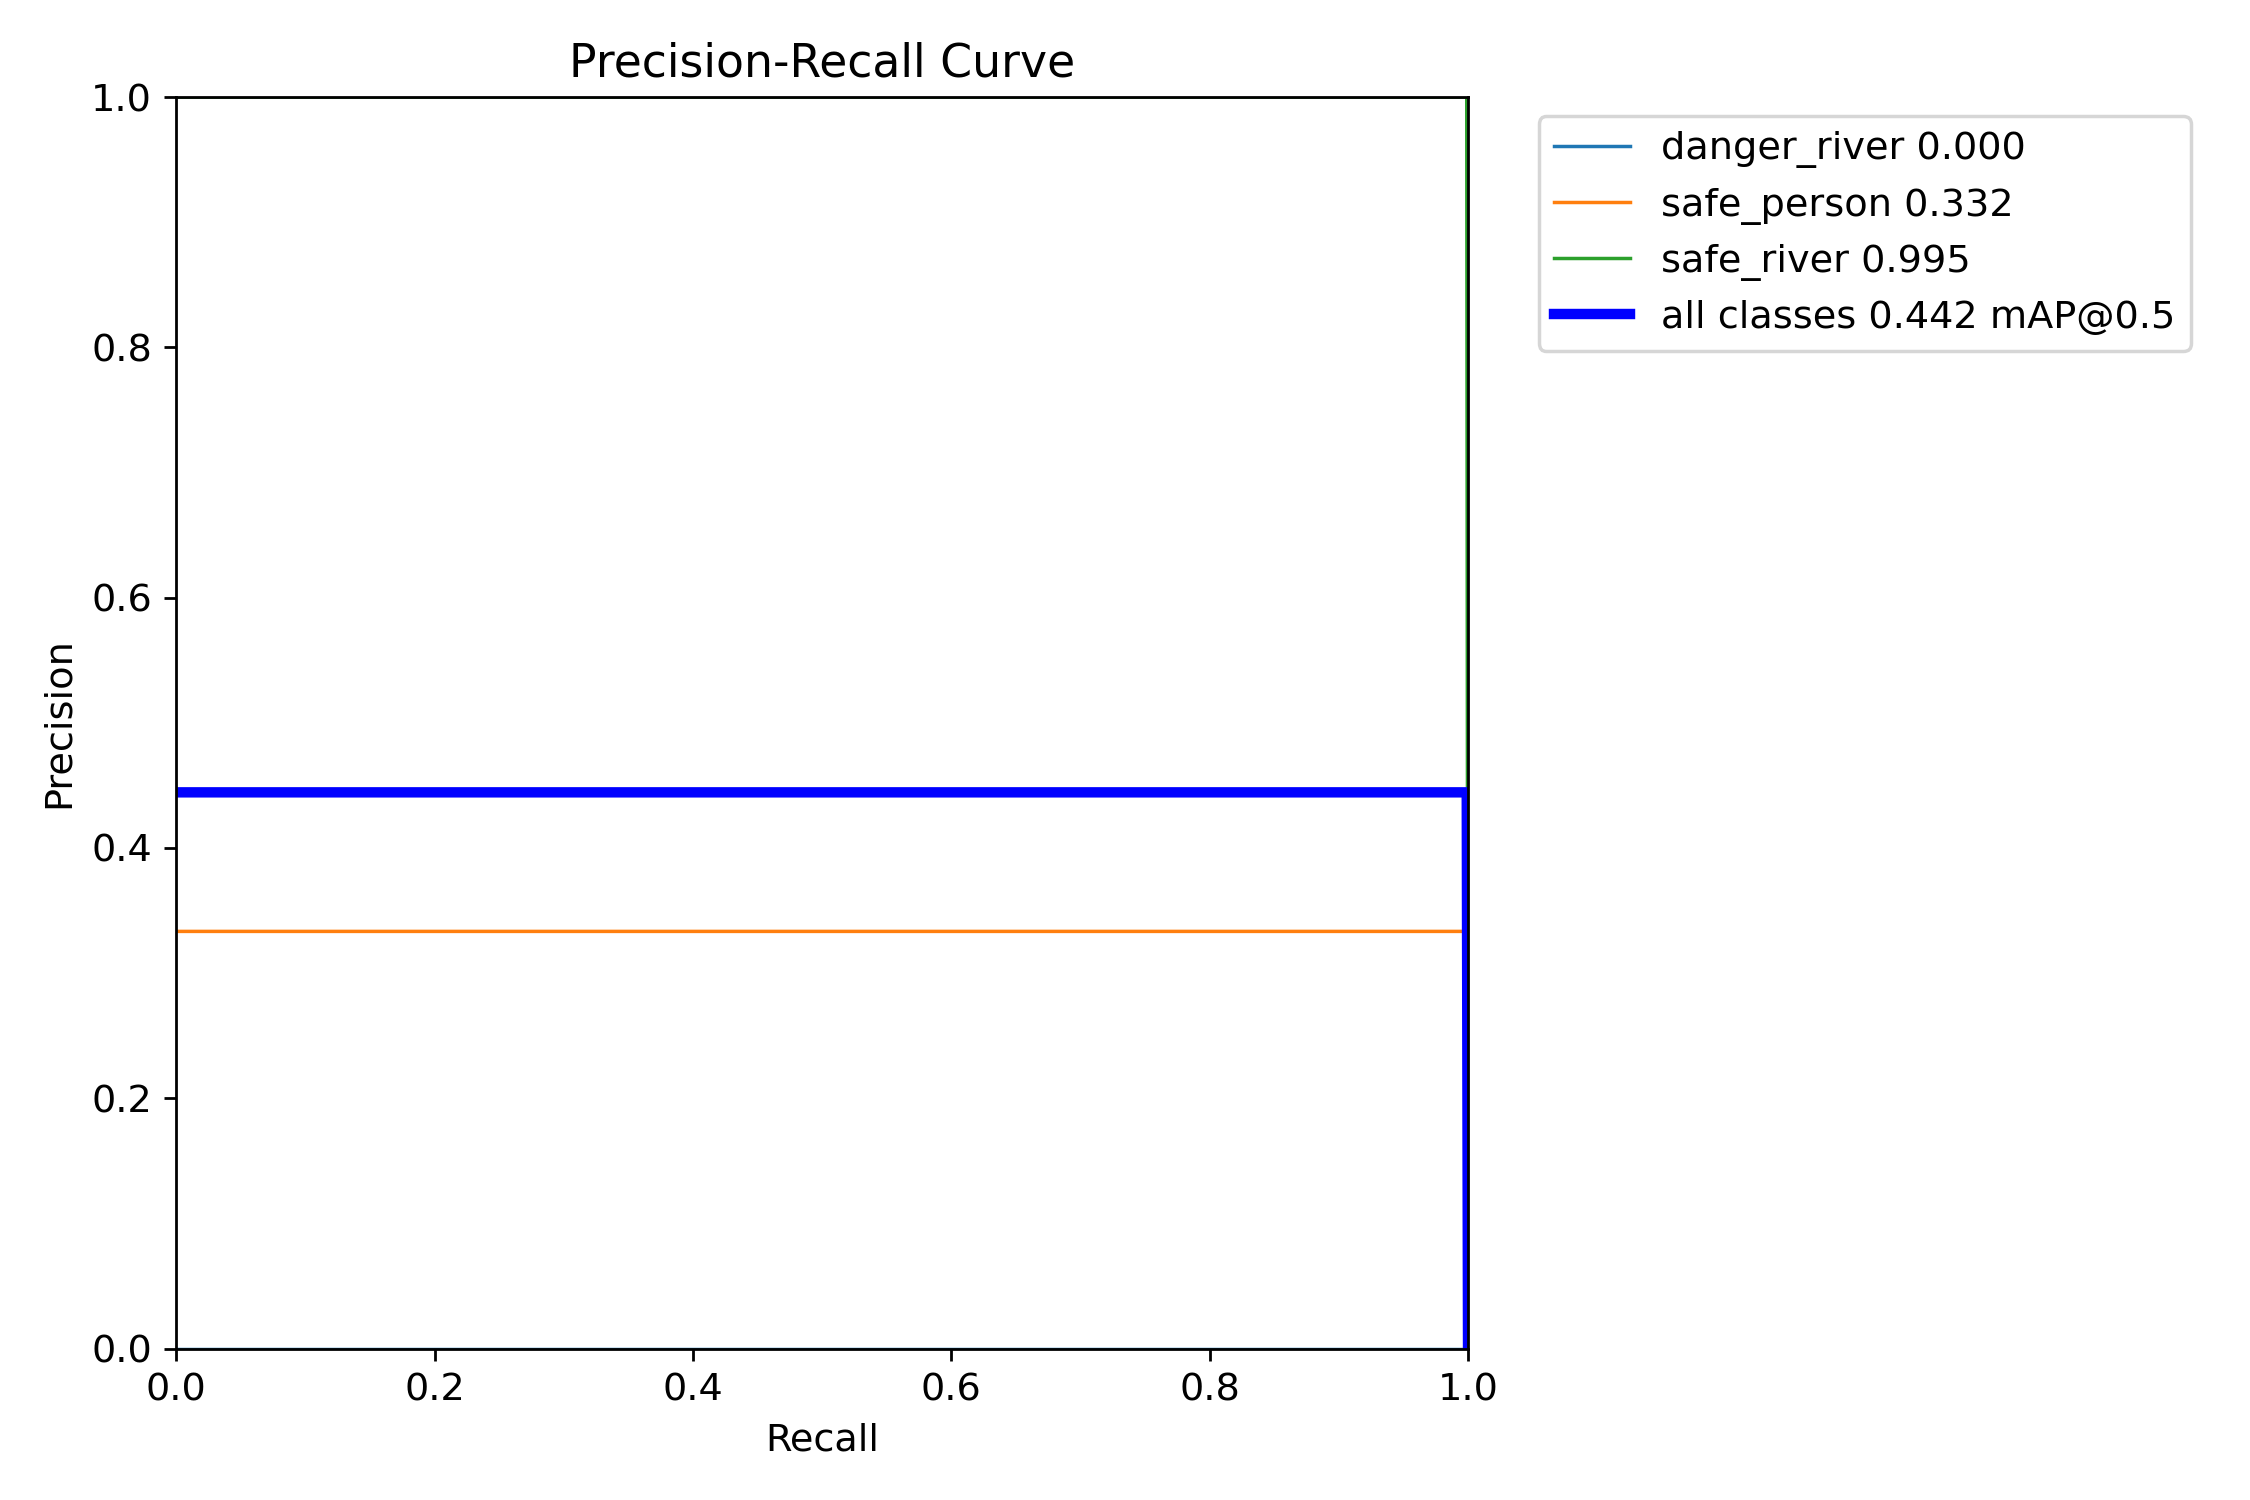 Precision-Recall Curve
1.0
0.8
0.6
0.4
0.2
0.0
Precision
0.0 0.2 0.4 0.6 0.8 1.0
Recall
danger_river 0.000
safe_person 0.332
safe_river 0.995
all classes 0.442 mAP@0.5